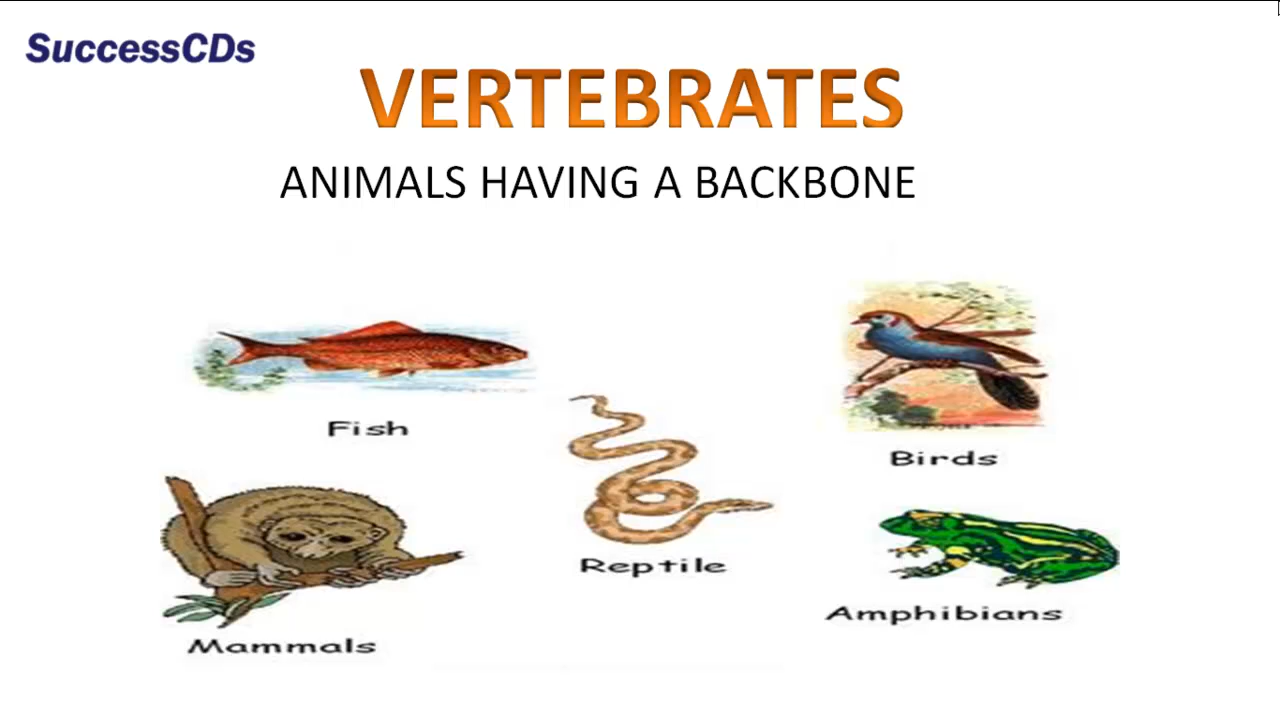 SuccessCDs
VERTEBRATES
ANIMALS HAVING A BACKBONE
Fish
Birds
Reptile
Amphibians
Mammals